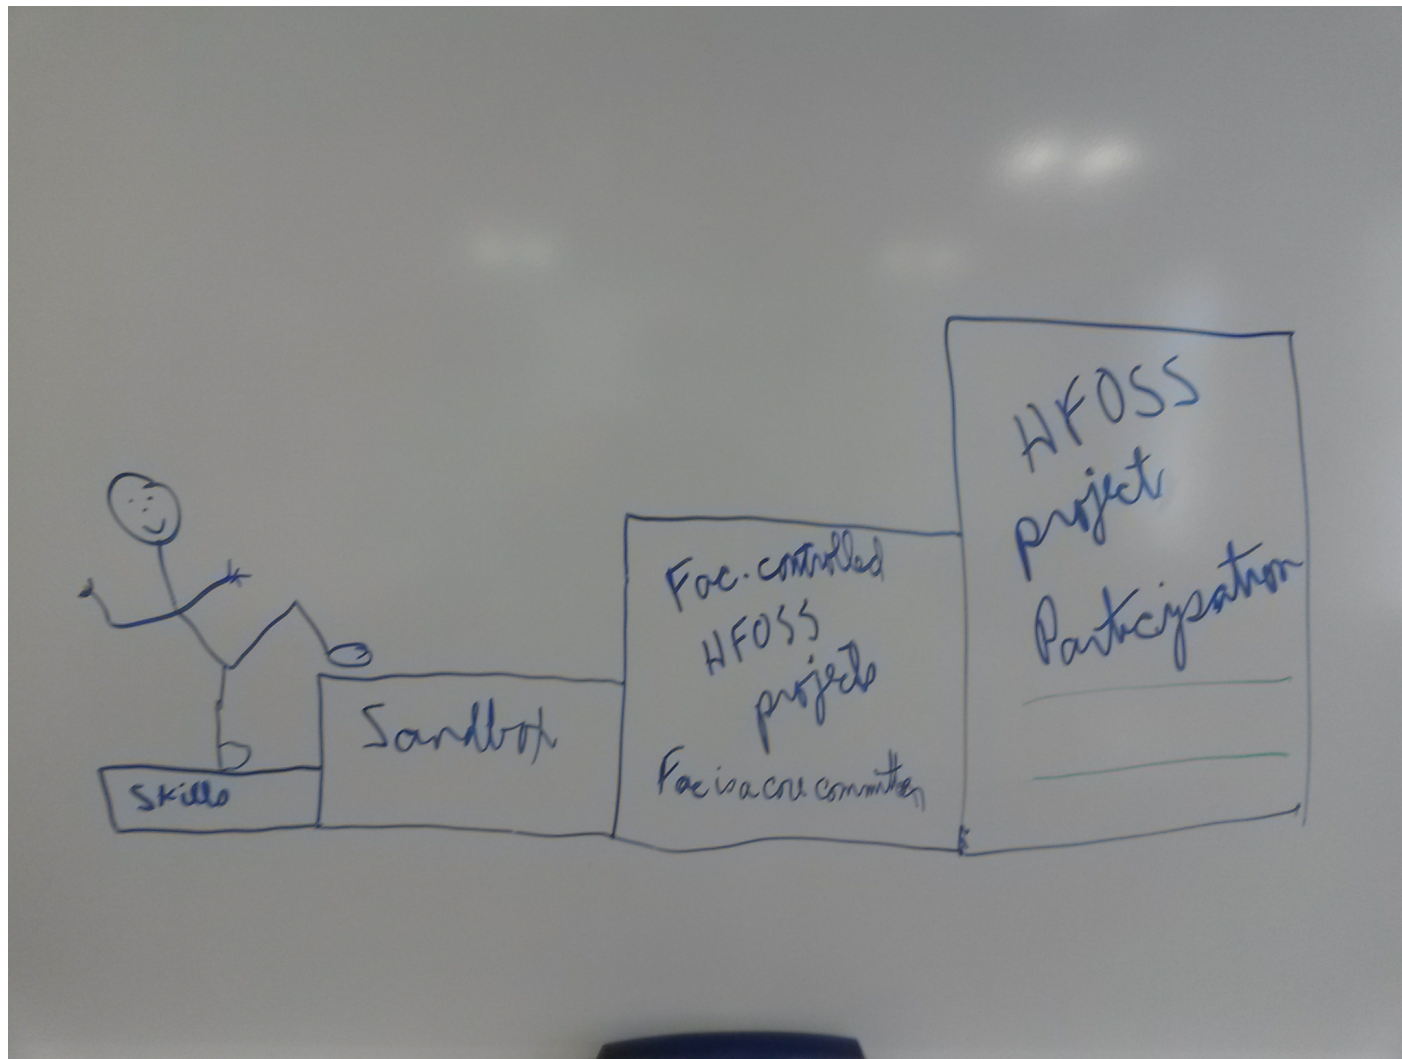 Skills
Sandbox
Fac. controlled
HFOSS
projects
Fac is a core committer
HFOSS
project
Participation